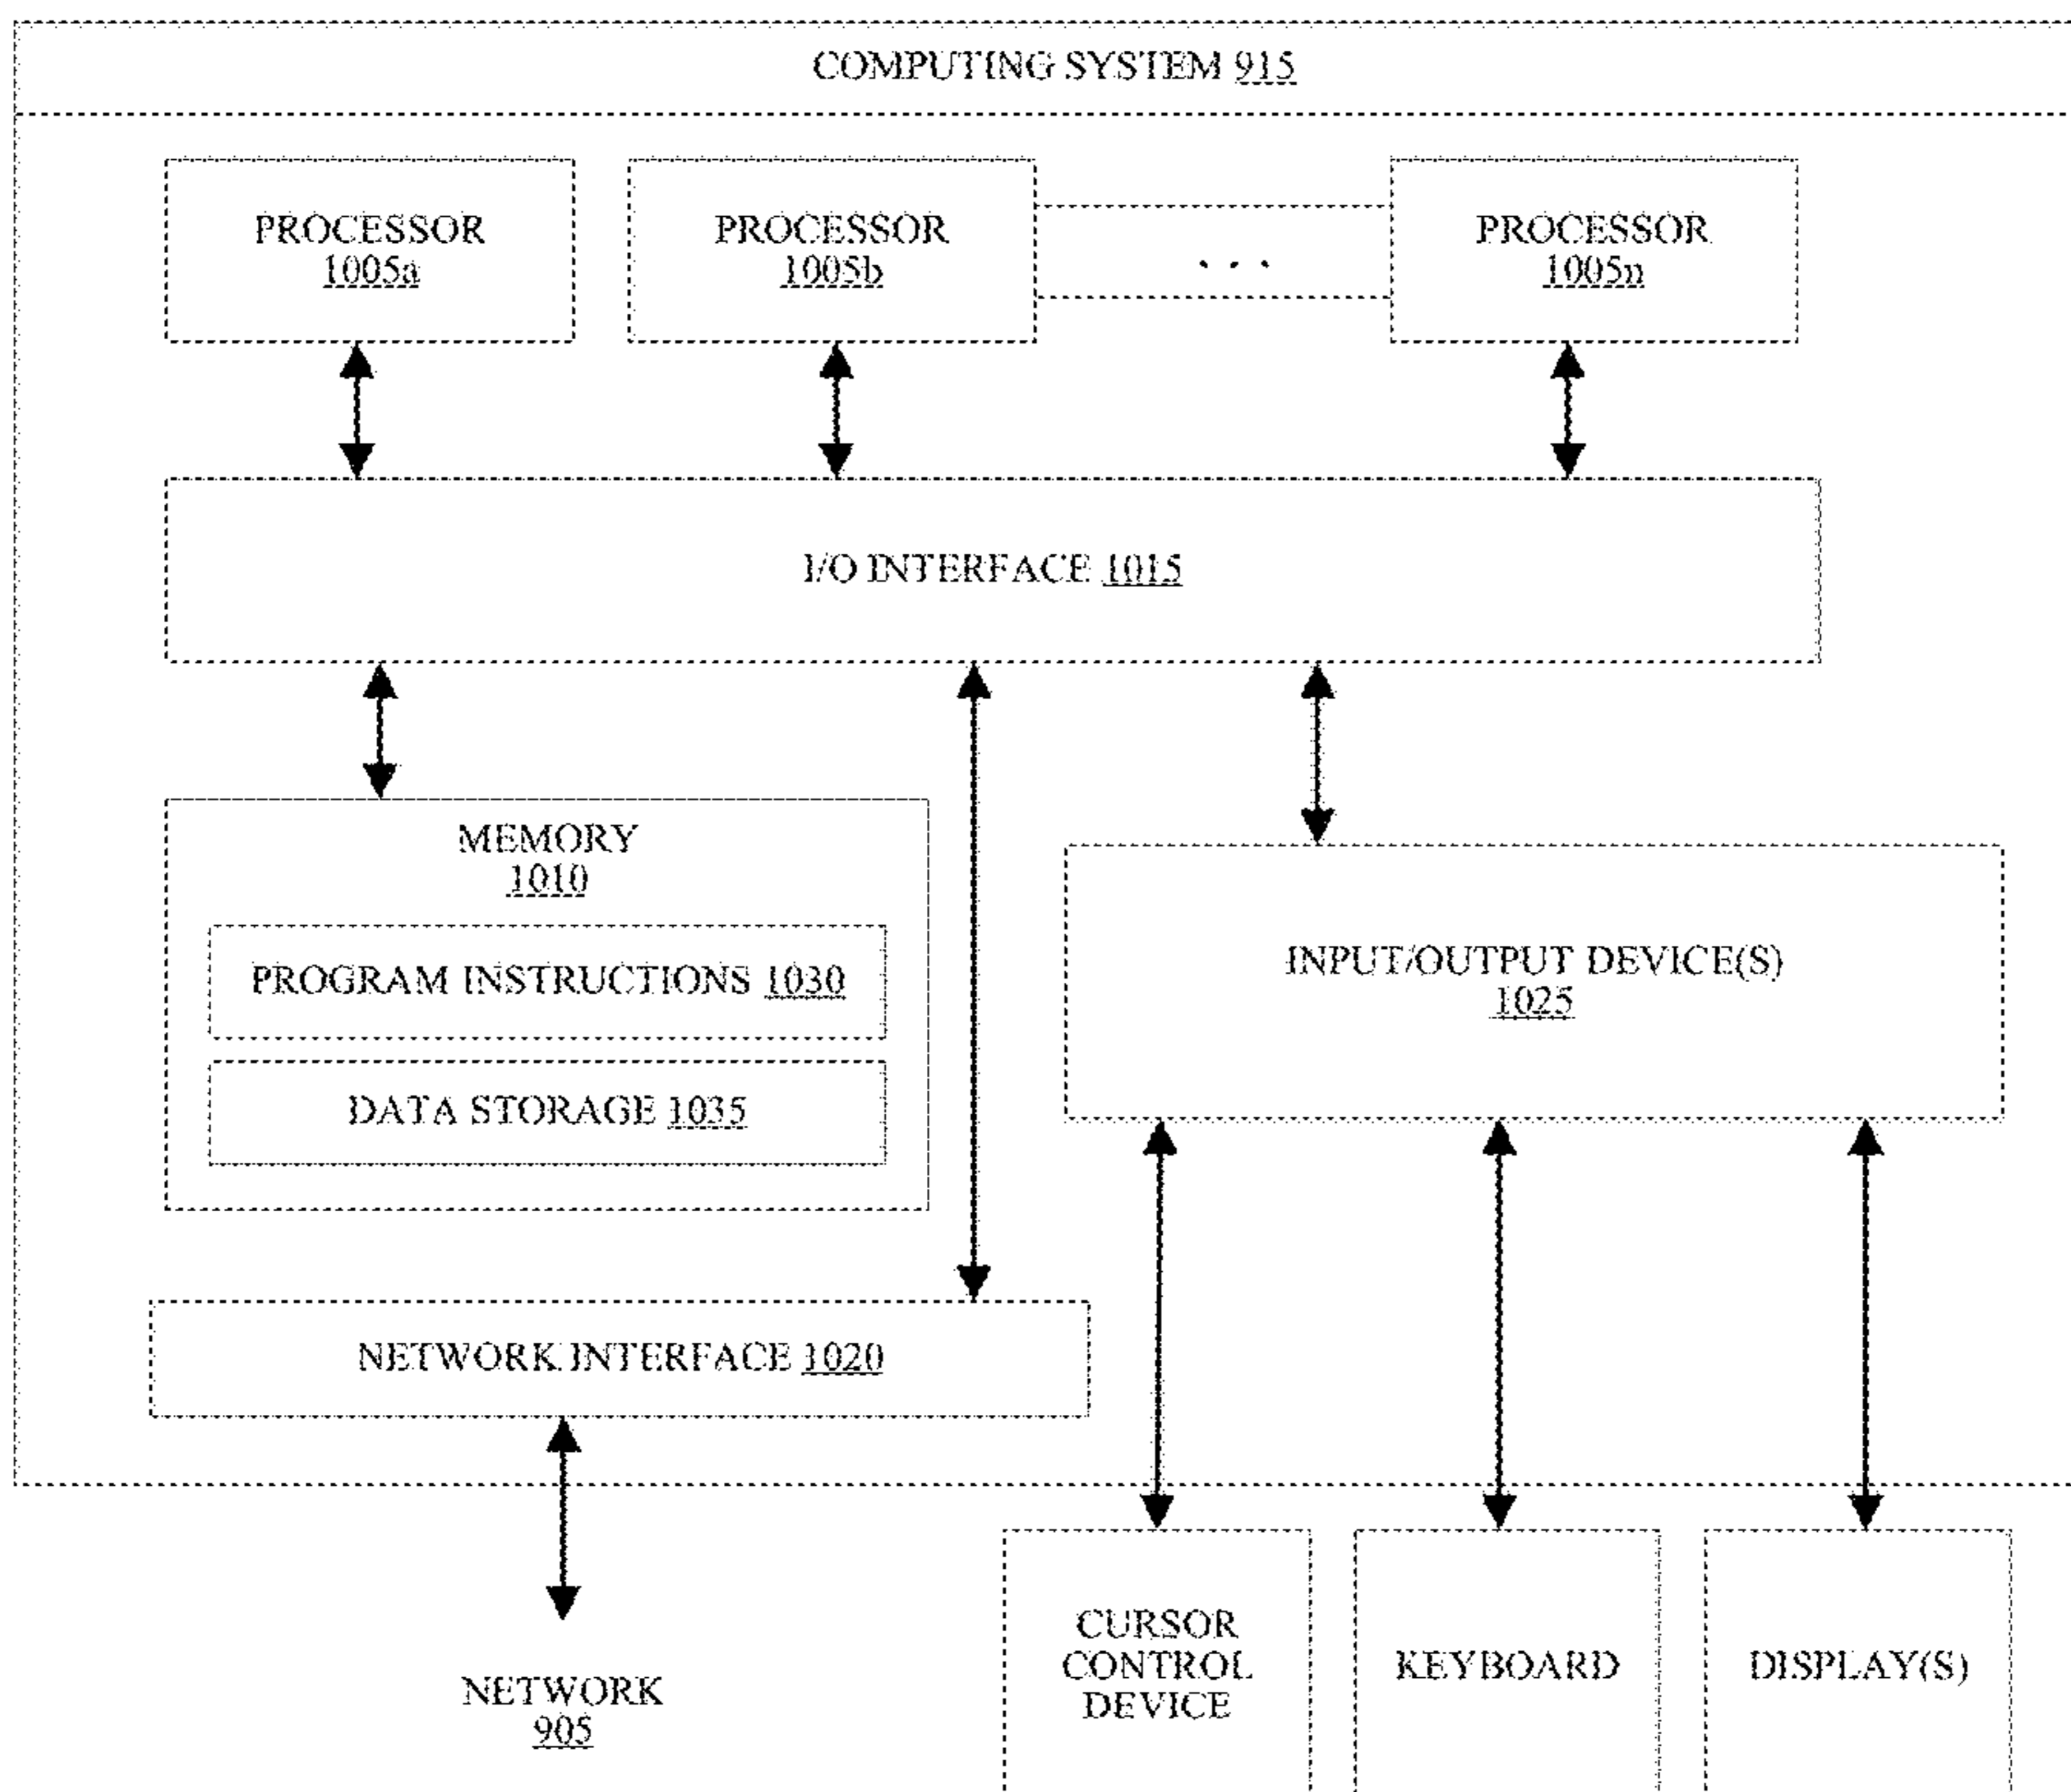 COMPUTING SYSTEM 915
PROCESSOR
1005a
PROCESSOR
1005b
. . .
PROCESSOR
1005n
I/O INTERFACE 1015
MEMORY
1010
PROGRAM INSTRUCTIONS 1030
DATA STORAGE 1035
INPUT/OUTPUT DEVICE(S)
1025
NETWORK INTERFACE 1020
NETWORK
905
CURSOR
CONTROL
DEVICE
KEYBOARD
DISPLAY(S)